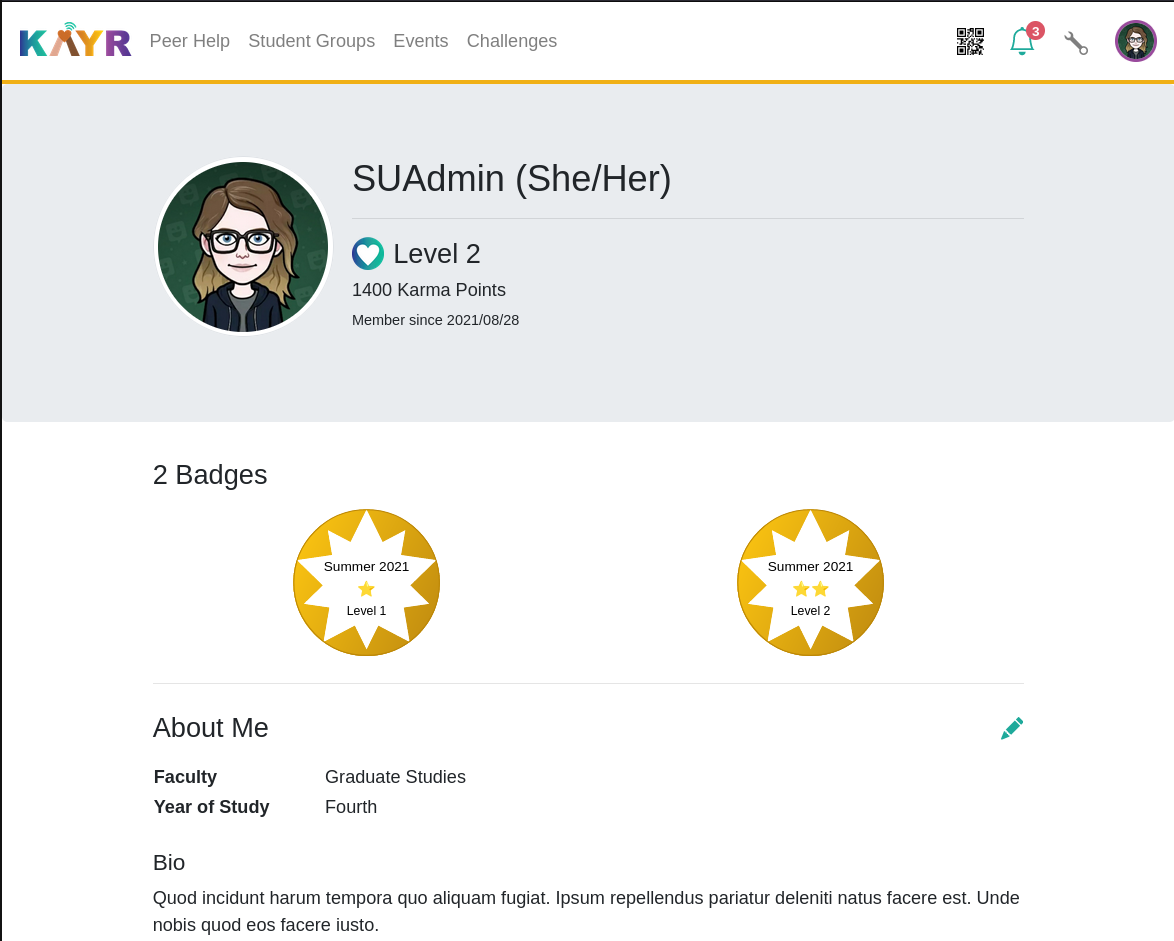 KAYR Peer Help Student Groups Events Challenges 3
SUAdmin (She/Her)
Level 2
1400 Karma Points
Member since 2021/08/28
2 Badges
Summer 2021 Summer 2021
Level 1 Level 2
About Me
Faculty Graduate Studies
Year of Study Fourth
Bio
Quod incidunt harum tempora quo aliquam fugiat. Ipsum repellendus pariatur deleniti natus facere est. Unde
nobis quod eos facere iusto.